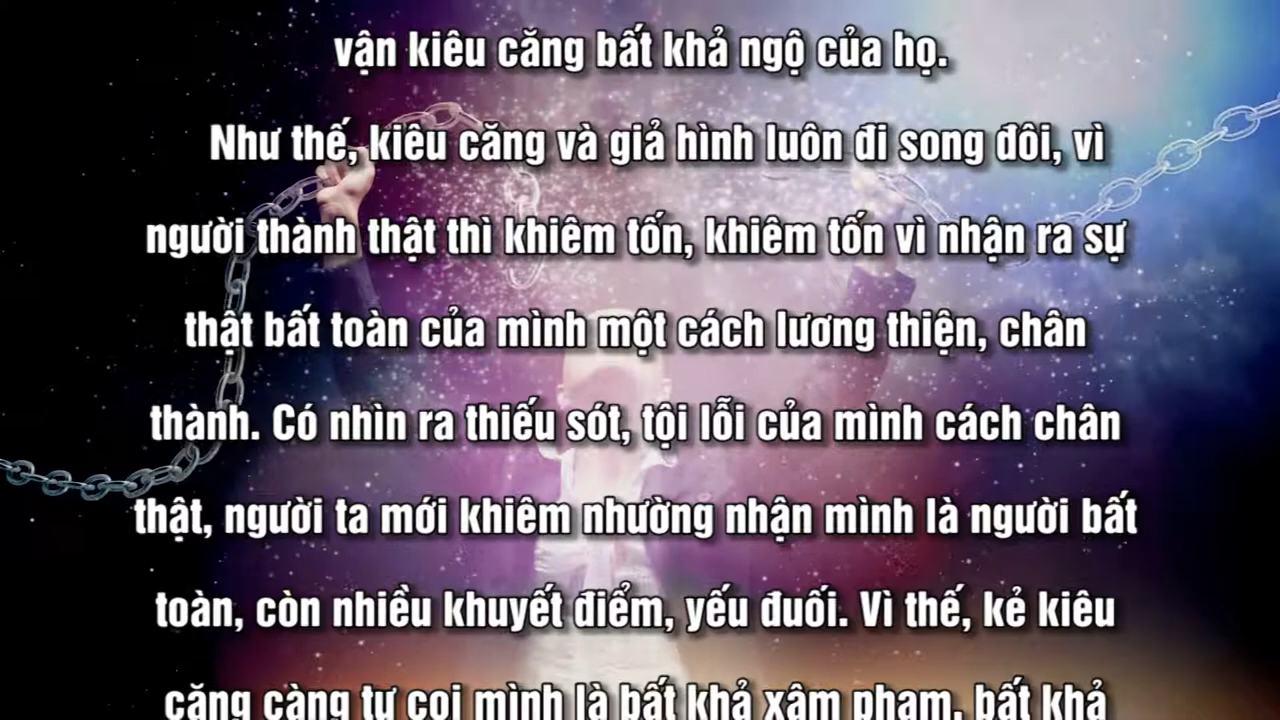 vận kiêu căng bất khả ngộ của họ.
Như thế, kiêu căng và giả hình luôn đi song đôi, vì
người thành thật thì khiêm tốn, khiêm tốn vì nhận ra sự
thật bất toàn của mình một cách lương thiện, chân
thành. Có nhìn ra thiếu sót, tội lỗi của mình cách chân
thật, người ta mới khiêm nhường nhận mình là người bất
toàn, còn nhiều khuyết điểm, yếu đuối. Vì thế, kẻ kiêu
căng càng tự coi mình là bất khả xâm phạm, bất khả